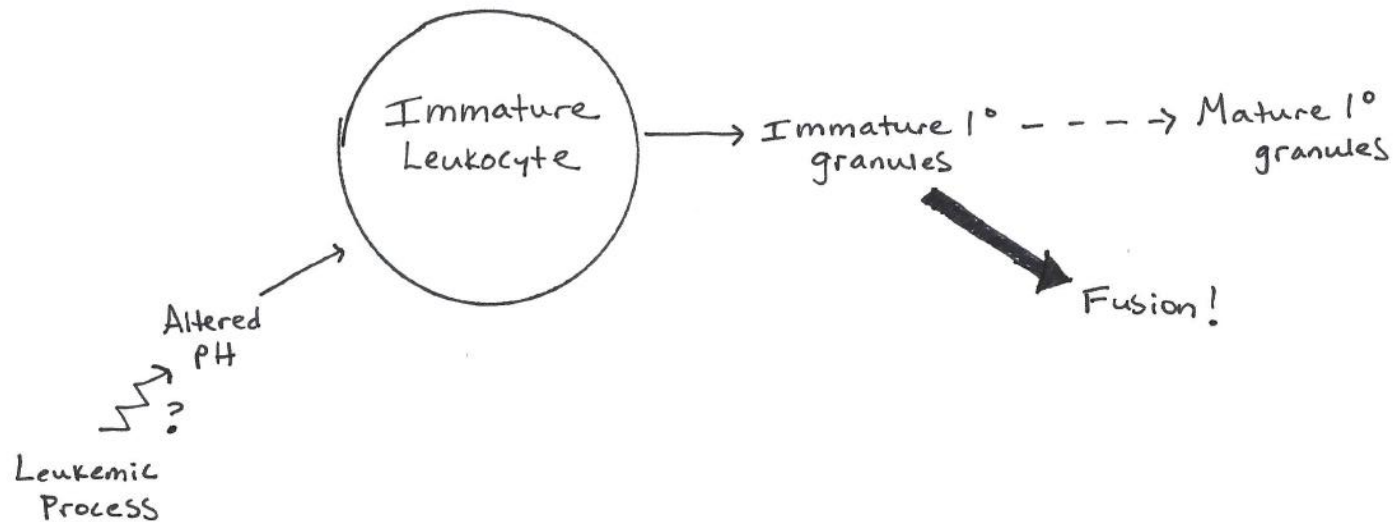 Immature
Leukocyte
Immature 1°
granules
Mature 1°
granules
Fusion!
Altered
pH
?
Leukemic
Process